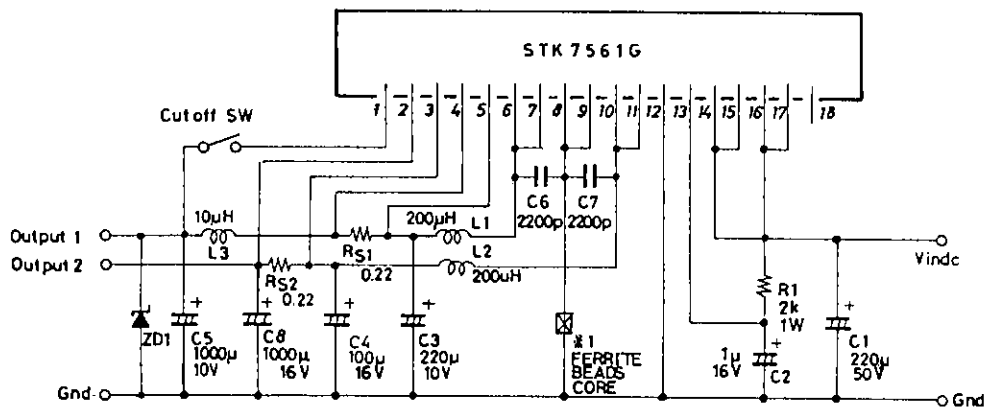 STK 7561G
1 2 3 4 5 6 7 8 9 10 11 12 13 14 15 16 17 18
Cutoff SW
C6
2200p
C7
2200p
10μH
L3
200μH
L1
L2
200μH
RS1
0.22
RS2
0.22
Output 1
Output 2
Vindc
R1
2k
1W
ZD1
C5
1000μ
10V
C8
1000μ
16V
C4
100μ
16V
C3
220μ
10V
※1
FERRITE
BEADS
CORE
1μ
16V
C2
C1
220μ
50V
Gnd
Gnd